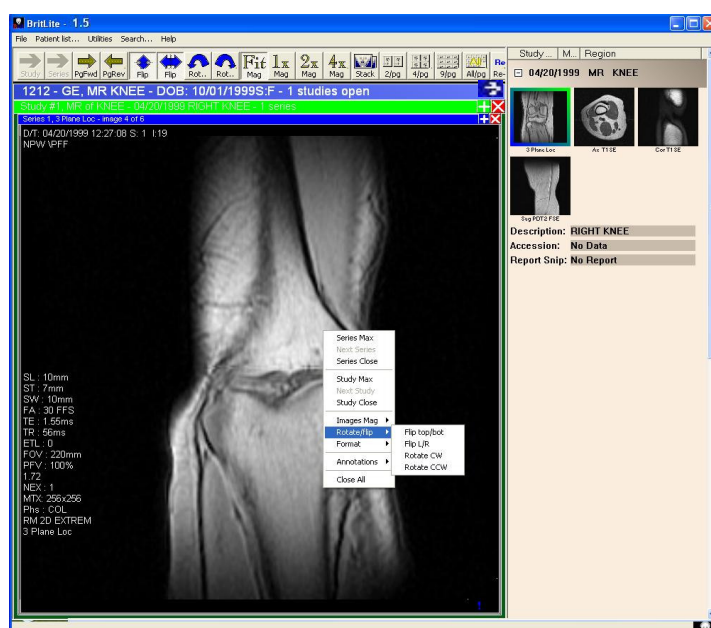 BritLite - 1.5
File Patient list... Utilities Search... Help
Study Series PgFwd PgRev Flip Flip Rot.. Rot.. Fit Mag 1x Mag 2x Mag 4x Mag Stack 2/pg 4/pg 9/pg All/pg Re-
1212 - GE, MR KNEE - DOB: 10/01/1999S:F - 1 studies open
Study #1, MR of KNEE - 04/20/1999 RIGHT KNEE - 1 series
Series 1, 3 Plane Loc - image 4 of 6
D/T: 04/20/1999 12:27:08 S: 1 I:19
NPW \PFF
SL : 10mm
ST : 7mm
SW : 10mm
FA : 30 FFS
TE : 1.55ms
TR : 56ms
ETL : 0
FOV : 220mm
PFV : 100%
1.72
NEX : 1
MTX: 256x256
Phs : COL
RM 2D EXTREM
3 Plane Loc
Series Max
Next Series
Series Close
Study Max
Next Study
Study Close
Images Mag
Rotate/flip
Format
Annotations
Close All
Flip top/bot
Flip L/R
Rotate CW
Rotate CCW
Study ... M... Region
04/20/1999 MR KNEE
3 Plane Loc Ax T1 SE Cor T1 SE
Sag PDT2 FSE
Description: RIGHT KNEE
Accession: No Data
Report Snip: No Report